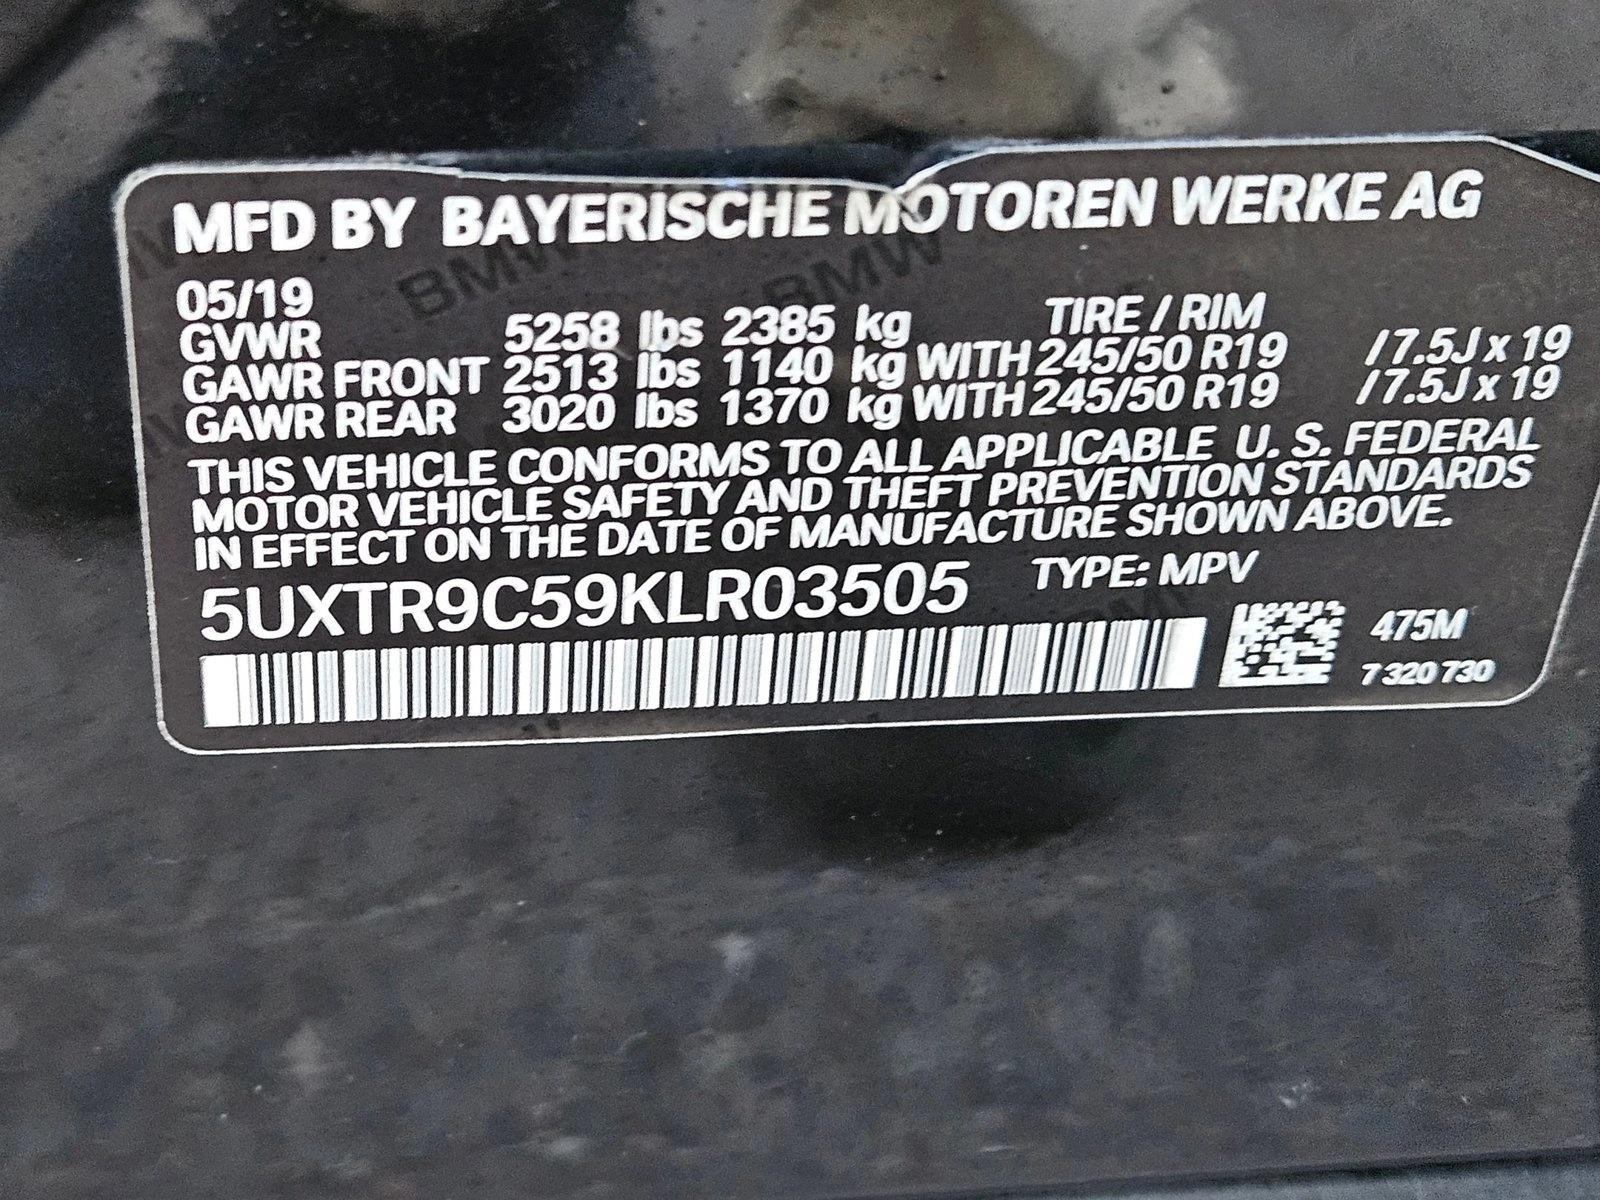 MFD BY BAYERISCHE MOTOREN WERKE AG
05/19
TIRE / RIM
GVWR 5258 lbs 2385 kg
GAWR FRONT 2513 lbs 1140 kg WITH 245/50 R19 /7.5J x 19
GAWR REAR 3020 lbs 1370 kg WITH 245/50 R19 /7.5J x 19
THIS VEHICLE CONFORMS TO ALL APPLICABLE U. S. FEDERAL
MOTOR VEHICLE SAFETY AND THEFT PREVENTION STANDARDS
IN EFFECT ON THE DATE OF MANUFACTURE SHOWN ABOVE.
5UXTR9C59KLR03505 TYPE: MPV
475M
7 320 730
BMW
BMW